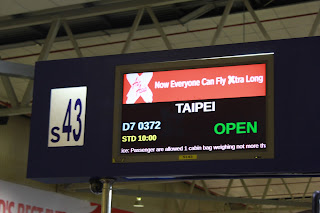 S43
Now Everyone Can Fly Xtra Long
TAIPEI
D7 0372
OPEN
STD 10:00
ice: Passenger are allowed 1 cabin bag weighing not more th